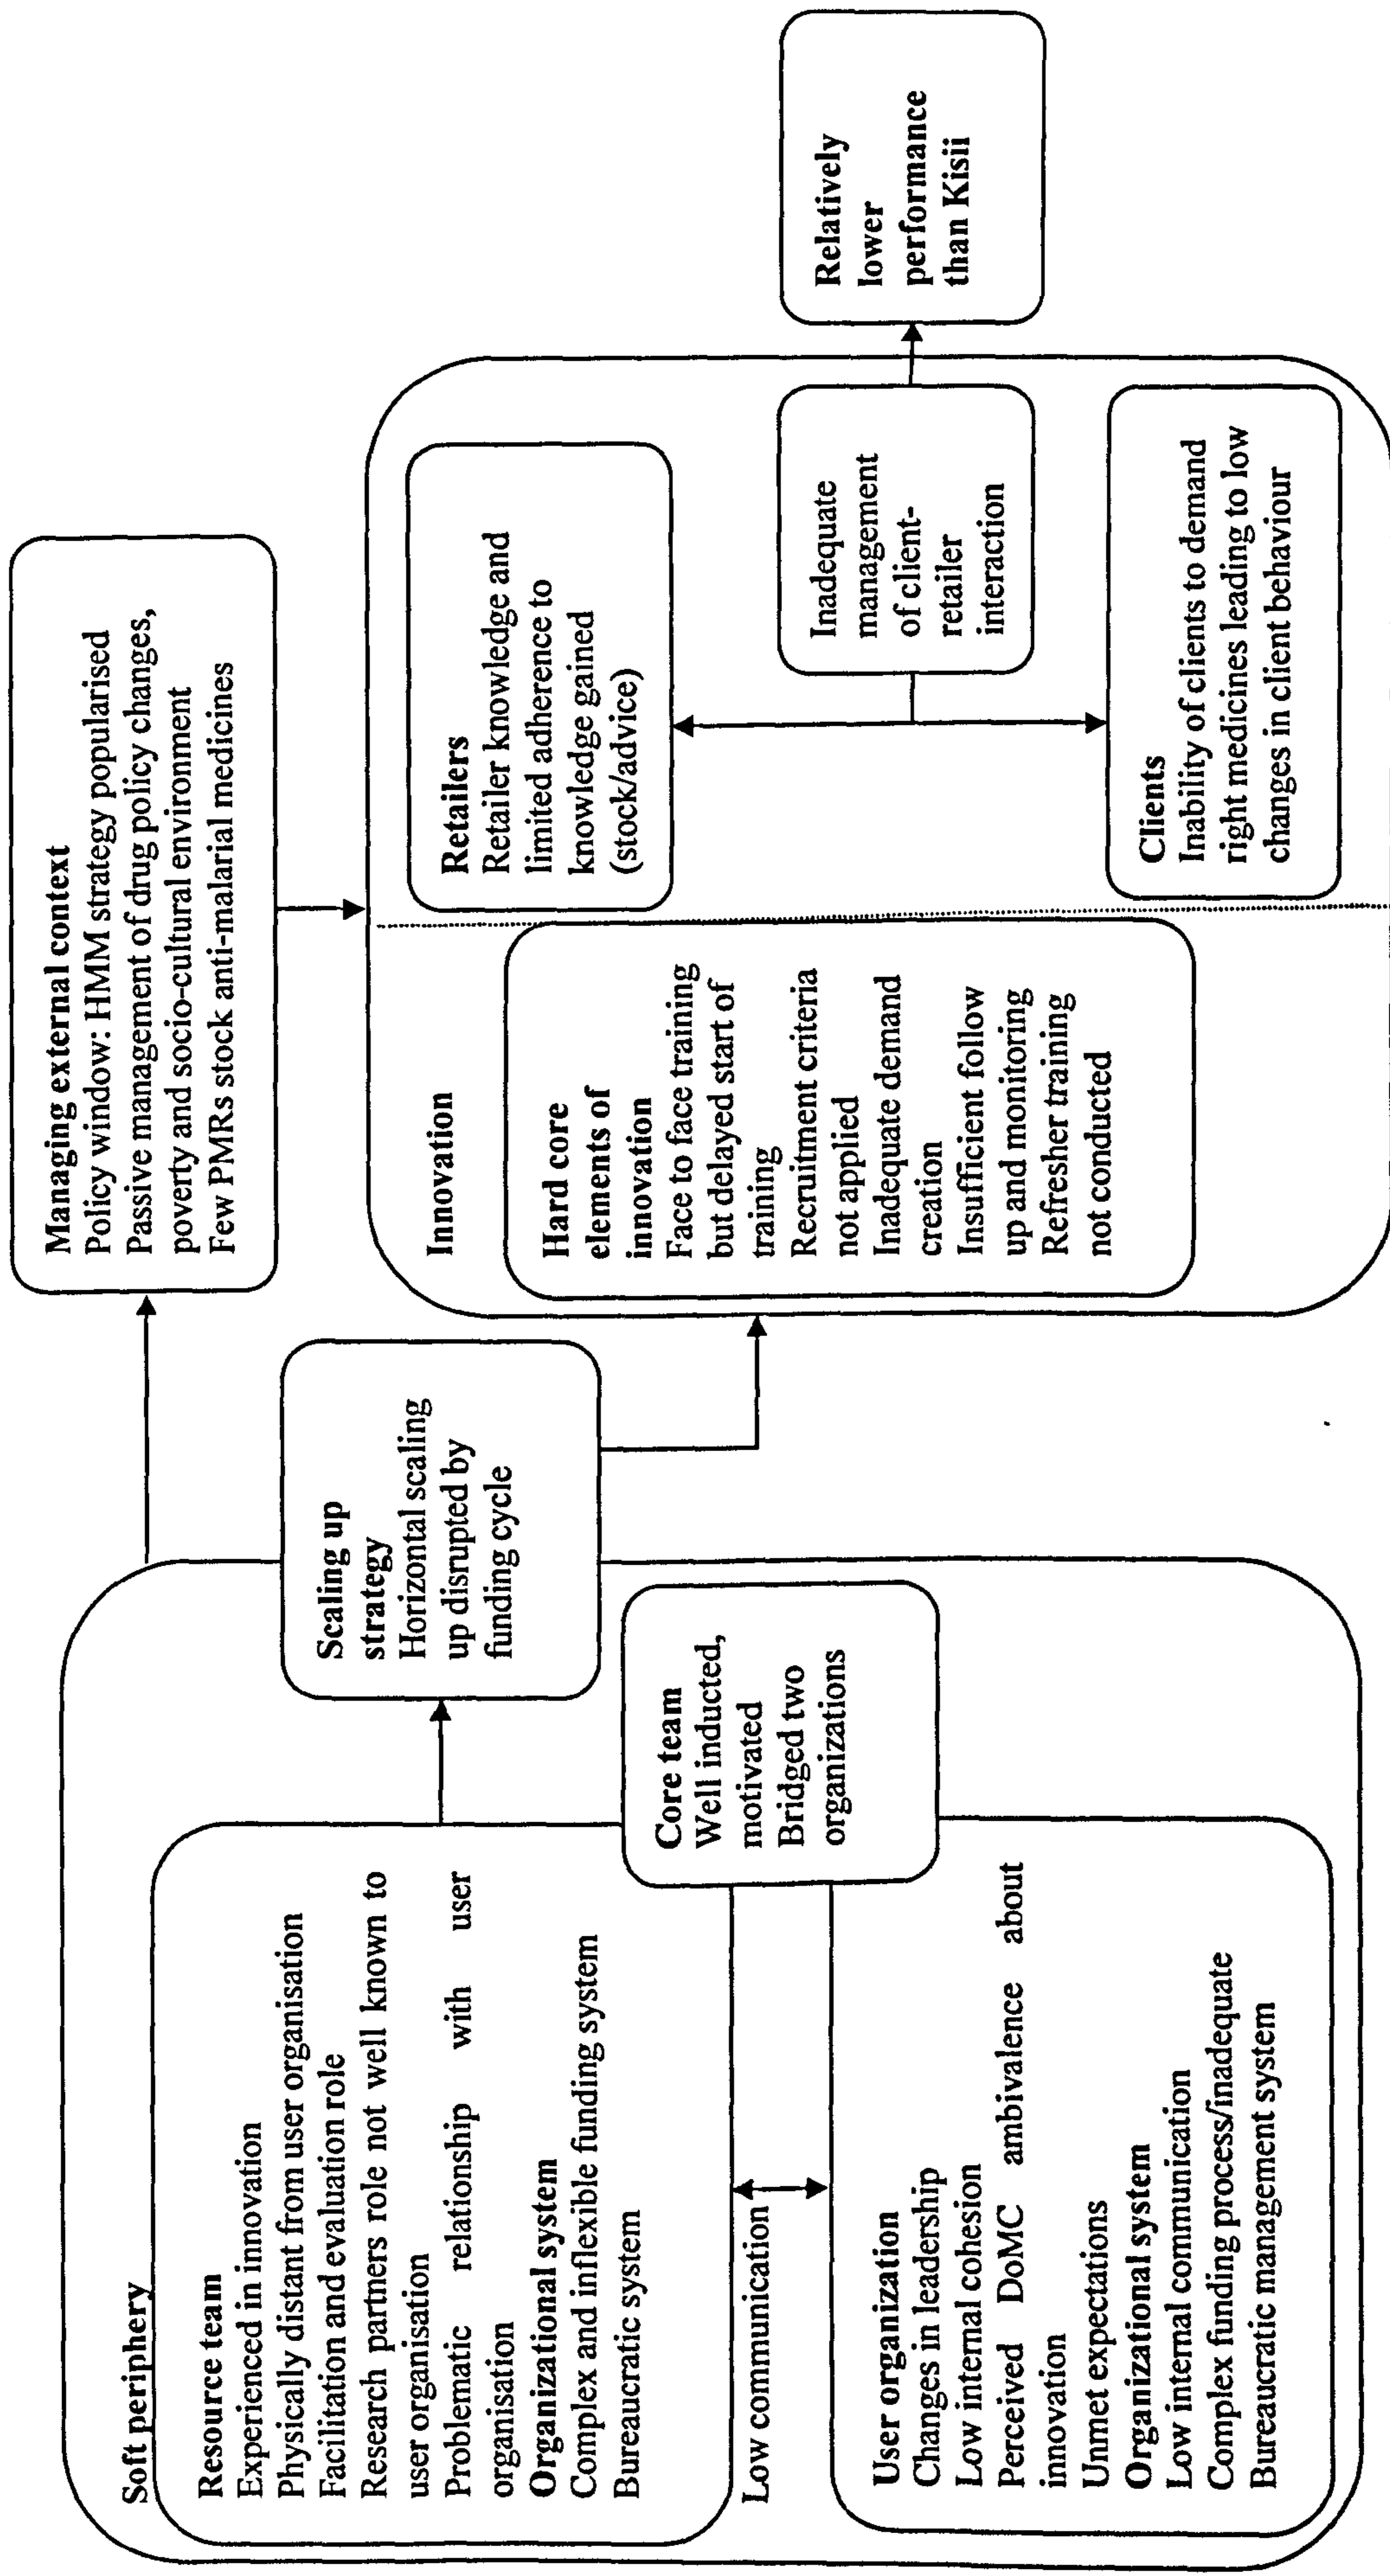 Soft periphery
Resource team
Experienced in innovation
Physically distant from user organisation
Facilitation and evaluation role
Research partners role not well known to
user organisation
Problematic relationship with user
organisation
Organizational system
Complex and inflexible funding system
Bureaucratic system
Low communication
User organization
Changes in leadership
Low internal cohesion
Perceived DoMC ambivalence about
innovation
Unmet expectations
Organizational system
Low internal communication
Complex funding process/inadequate
Bureaucratic management system
Core team
Well inducted,
motivated
Bridged two
organizations
Scaling up
strategy
Horizontal scaling
up disrupted by
funding cycle
Managing external context
Policy window: HMM strategy popularised
Passive management of drug policy changes,
poverty and socio-cultural environment
Few PMRs stock anti-malarial medicines
Innovation
Hard core
elements of
innovation
Face to face training
but delayed start of
training
Recruitment criteria
not applied
Inadequate demand
creation
Insufficient follow
up and monitoring
Refresher training
not conducted
Retailers
Retailer knowledge and
limited adherence to
knowledge gained
(stock/advice)
Inadequate
management
of client-
retailer
interaction
Clients
Inability of clients to demand
right medicines leading to low
changes in client behaviour
Relatively
lower
performance
than Kisii